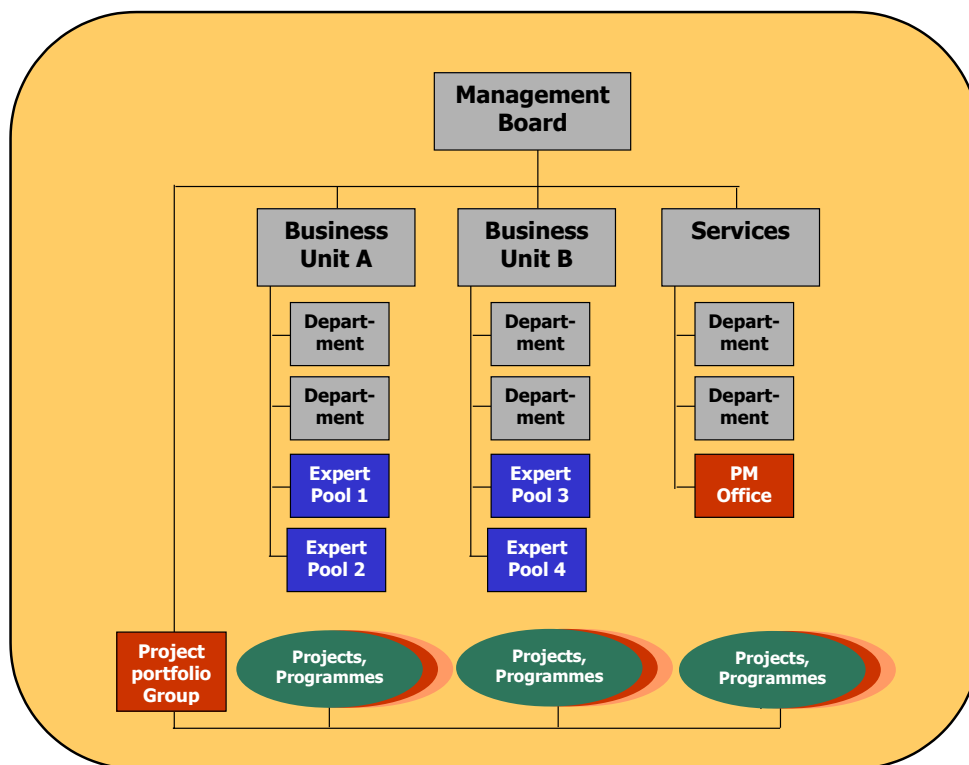 Management
Board
Business
Unit A
Business
Unit B
Services
Depart-
ment
Depart-
ment
Depart-
ment
Depart-
ment
Depart-
ment
Depart-
ment
Expert
Pool 1
Expert
Pool 3
PM
Office
Expert
Pool 2
Expert
Pool 4
Project
portfolio
Group
Projects,
Programmes
Projects,
Programmes
Projects,
Programmes